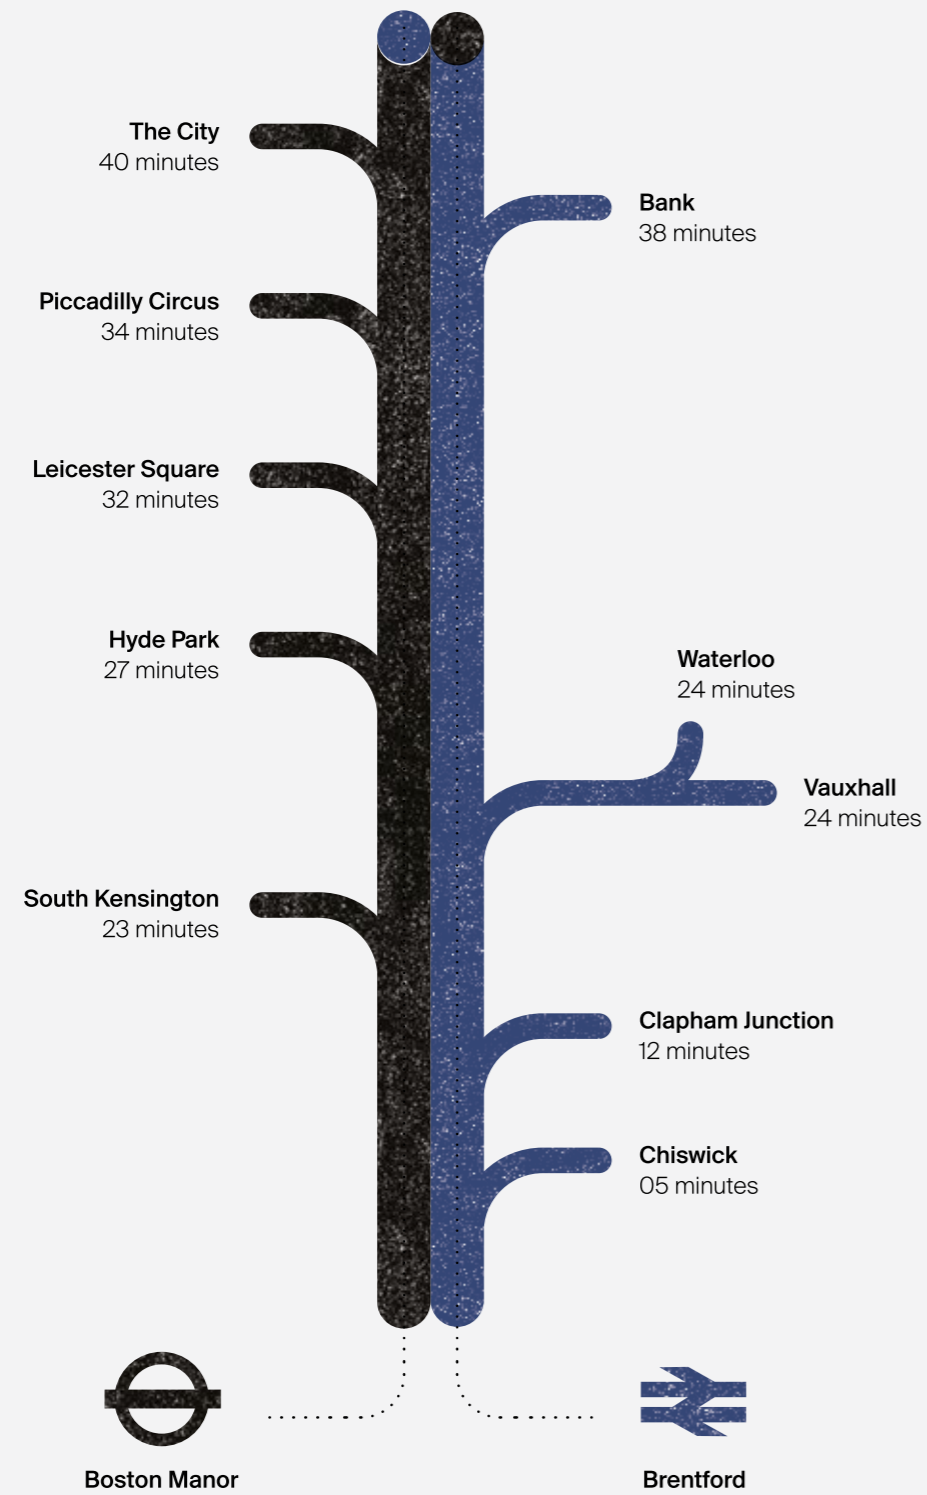 The City
40 minutes
Bank
38 minutes
Piccadilly Circus
34 minutes
Leicester Square
32 minutes
Hyde Park
27 minutes
Waterloo
24 minutes
Vauxhall
24 minutes
South Kensington
23 minutes
Clapham Junction
12 minutes
Chiswick
05 minutes
Boston Manor
Brentford